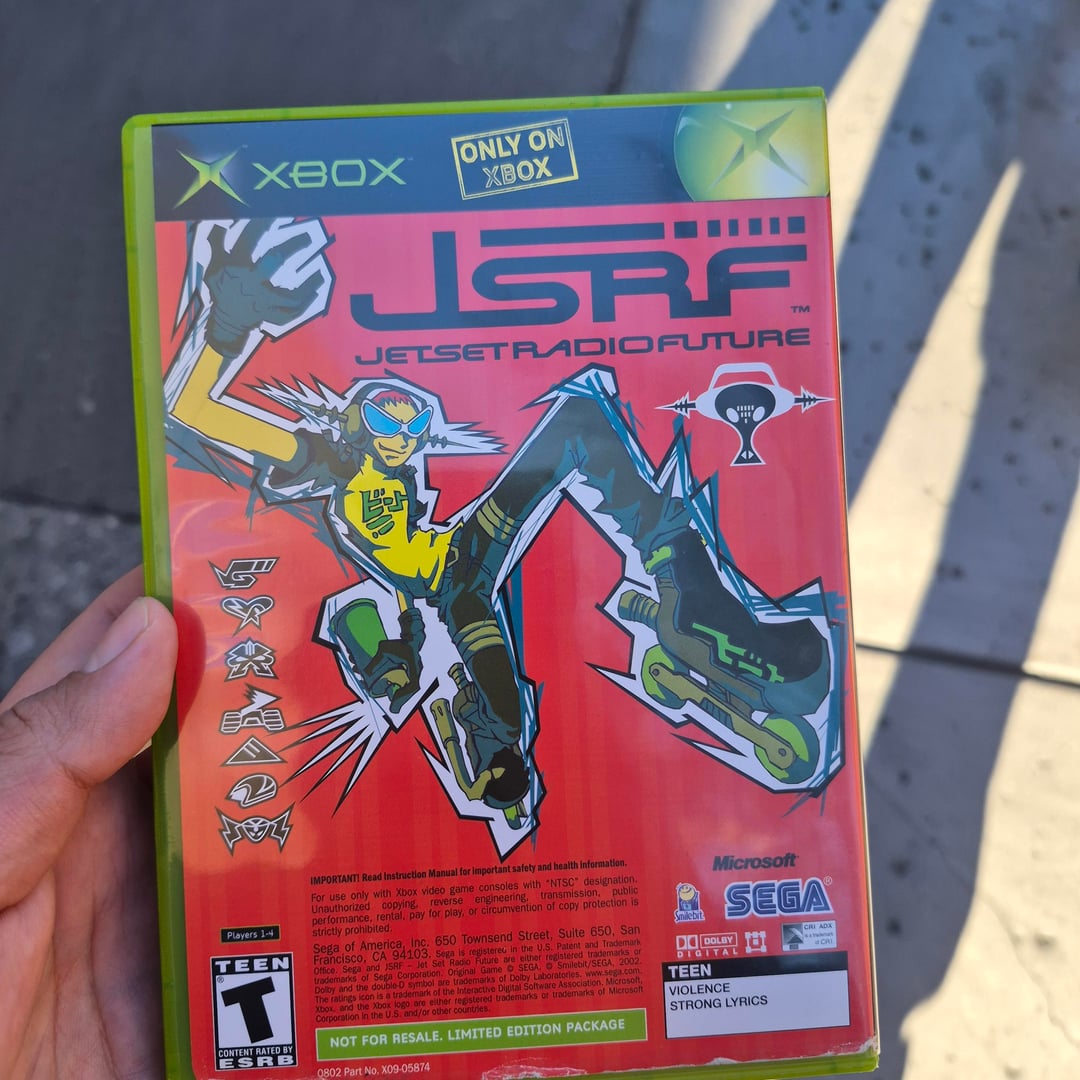 XBOX
ONLY ON
XBOX
JSRF™
JETSETRADIOFUTURE
ビート
IMPORTANT! Read Instruction Manual for important safety and health information.
For use only with Xbox video game consoles with "NTSC" designation.
Unauthorized copying, reverse engineering, transmission, public
performance, rental, pay for play, or circumvention of copy protection is
strictly prohibited.
Sega of America, Inc. 650 Townsend Street, Suite 650, San
Francisco, CA 94103. Sega is registered in the U.S. Patent and Trademark
Office. Sega and JSRF – Jet Set Radio Future are either registered trademarks or
trademarks of Sega Corporation. Original Game © SEGA. © Smilebit/SEGA, 2002.
Dolby and the double-D symbol are trademarks of Dolby Laboratories. www.sega.com.
The ratings icon is a trademark of the Interactive Digital Software Association. Microsoft,
Xbox, and the Xbox logo are either registered trademarks or trademarks of Microsoft
Corporation in the U.S. and/or other countries.
Players 1-4
TEEN
®
T
CONTENT RATED BY
ESRB
NOT FOR RESALE. LIMITED EDITION PACKAGE
0802 Part No. X09-05874
Microsoft®
Smilebit
SEGA®
DOLBY
DIGITAL
CRI ADX
is a trademark
of CRI
TEEN
VIOLENCE
STRONG LYRICS